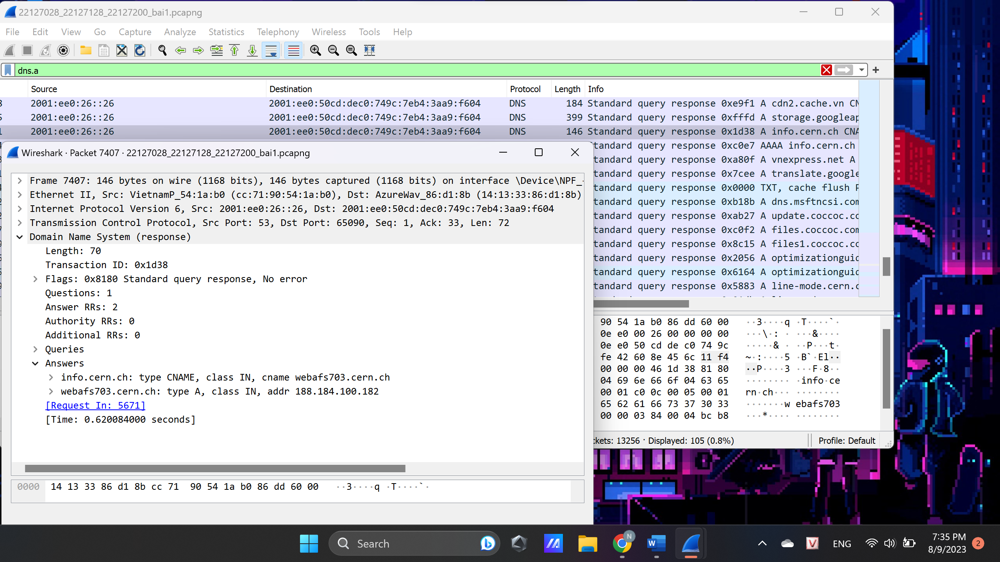 22127028_22127128_22127200_bai1.pcapng
File Edit View Go Capture Analyze Statistics Telephony Wireless Tools Help
dns.a
Source Destination Protocol Length Info
3 2001:ee0:26::26 2001:ee0:50cd:dec0:749c:7eb4:3aa9:f604 DNS 184 Standard query response 0xe9f1 A cdn2.cache.vn CN
5 2001:ee0:26::26 2001:ee0:50cd:dec0:749c:7eb4:3aa9:f604 DNS 399 Standard query response 0xfffd A storage.googleap
1 2001:ee0:26::26 2001:ee0:50cd:dec0:749c:7eb4:3aa9:f604 DNS 146 Standard query response 0x1d38 A info.cern.ch CNA
tandard query response 0xc0e7 AAAA info.cern.ch
tandard query response 0xa80f A vnexpress.net A
tandard query response 0x7cee A translate.google
tandard query response 0x0000 TXT, cache flush P
tandard query response 0xb18b A dns.msftncsi.com
tandard query response 0xab27 A update.coccoc.co
tandard query response 0xc0f2 A files.coccoc.com
tandard query response 0x8c15 A files1.coccoc.co
tandard query response 0x2056 A optimizationguid
tandard query response 0x6164 A optimizationguid
tandard query response 0x5883 A line-mode.cern.c
Wireshark · Packet 7407 · 22127028_22127128_22127200_bai1.pcapng
Frame 7407: 146 bytes on wire (1168 bits), 146 bytes captured (1168 bits) on interface \Device\NPF_
Ethernet II, Src: VietnamP_54:1a:b0 (cc:71:90:54:1a:b0), Dst: AzureWav_86:d1:8b (14:13:33:86:d1:8b)
Internet Protocol Version 6, Src: 2001:ee0:26::26, Dst: 2001:ee0:50cd:dec0:749c:7eb4:3aa9:f604
Transmission Control Protocol, Src Port: 53, Dst Port: 65090, Seq: 1, Ack: 33, Len: 72
Domain Name System (response)
Length: 70
Transaction ID: 0x1d38
Flags: 0x8180 Standard query response, No error
Questions: 1
Answer RRs: 2
Authority RRs: 0
Additional RRs: 0
Queries
Answers
info.cern.ch: type CNAME, class IN, cname webafs703.cern.ch
webafs703.cern.ch: type A, class IN, addr 188.184.100.182
[Request In: 5671]
[Time: 0.620084000 seconds]
0000 14 13 33 86 d1 8b cc 71 90 54 1a b0 86 dd 60 00 ··3····q ·T····`·
90 54 1a b0 86 dd 60 00 ··3····q ·T····`·
0e e0 00 26 00 00 00 00 ···\·: · ···&····
0e e0 50 cd de c0 74 9c ·····& · ··P···t·
fe 42 60 8e 45 6c 11 f4 ~·:····5 ·B`·El··
00 00 00 46 1d 38 81 80 ··P····3 ···F·8··
04 69 6e 66 6f 04 63 65 ········ ·info·ce
00 01 c0 0c 00 05 00 01 rn·ch··· ········
65 62 61 66 73 37 30 33 ·······w ebafs703
00 00 03 84 00 04 bc b8 ···*···· ········
ckets: 13256 · Displayed: 105 (0.8%) Profile: Default
Search
N
W
V
ENG
7:35 PM
8/9/2023
2